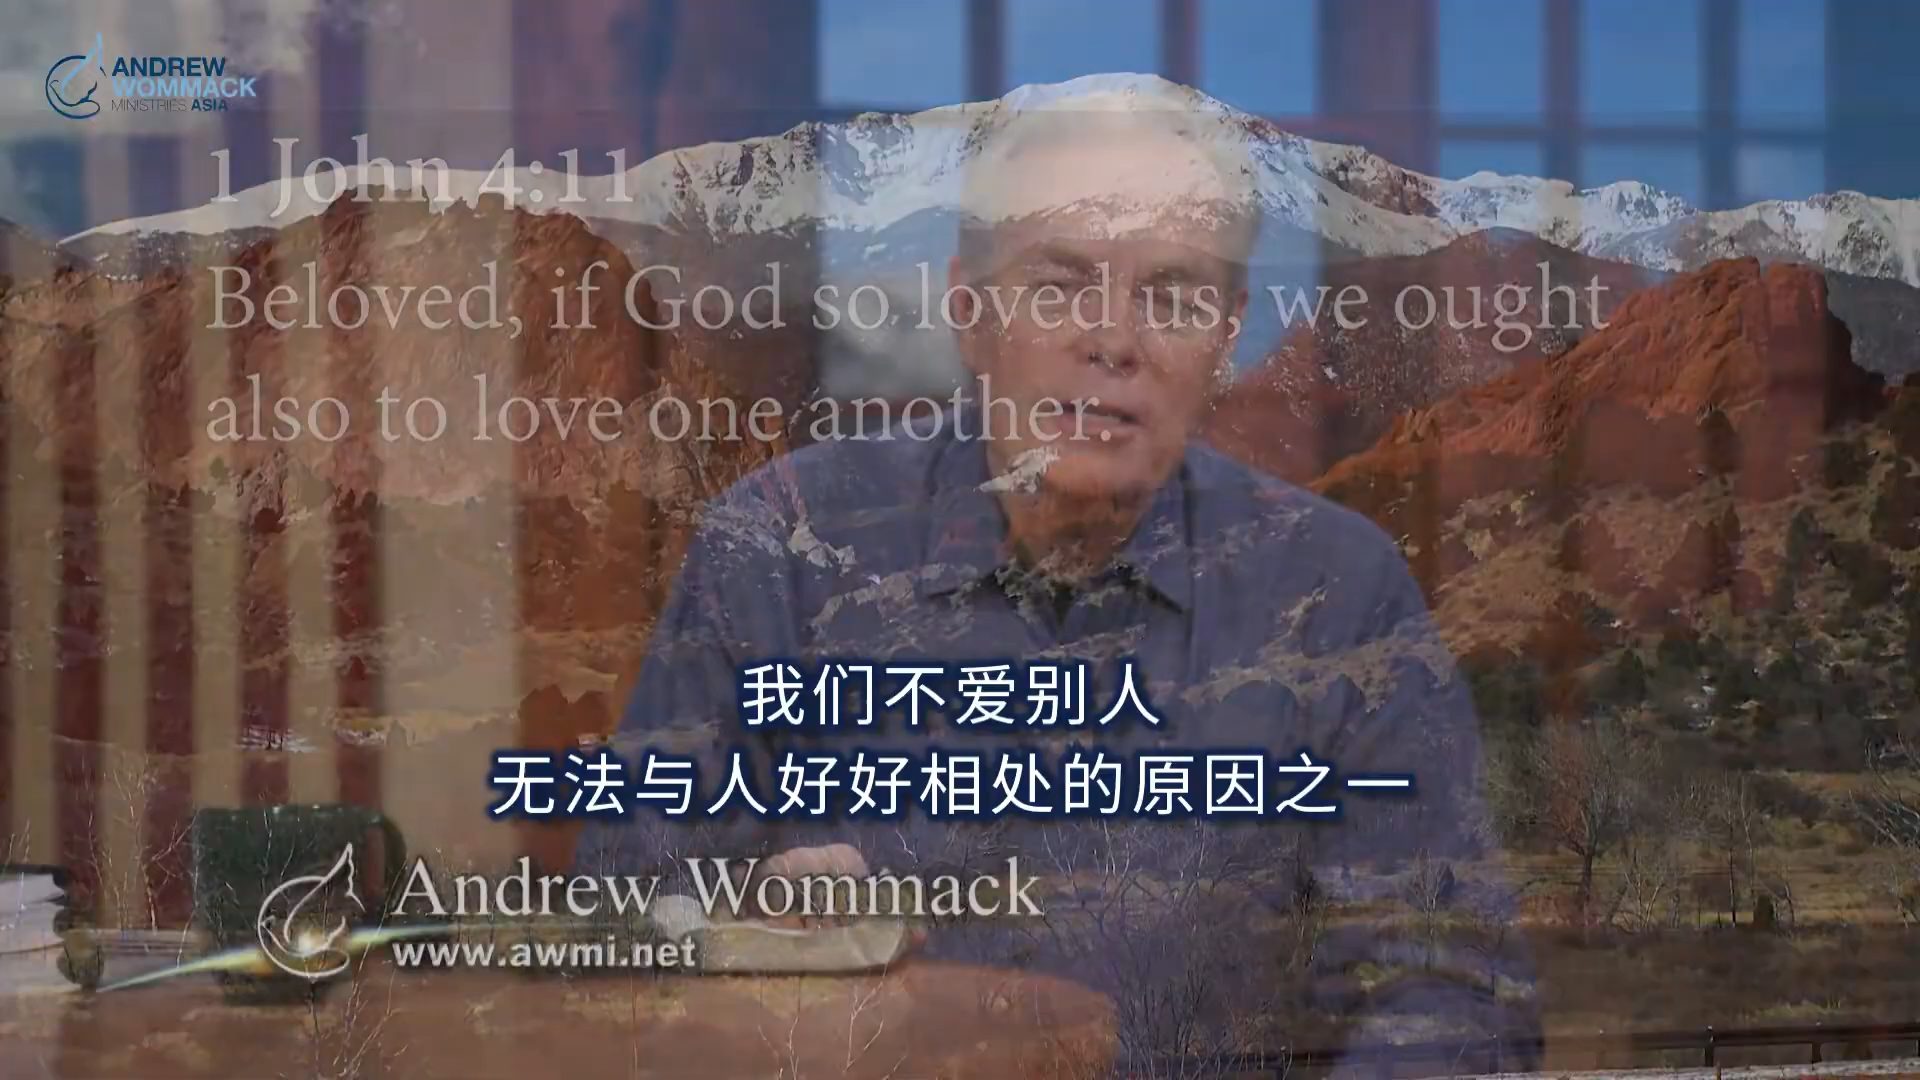 ANDREW
WOMMACK
MINISTRIES ASIA
1 John 4:11
Beloved, if God so loved us, we ought
also to love one another.
我们不爱别人
无法与人好好相处的原因之一
Andrew Wommack
www.awmi.net